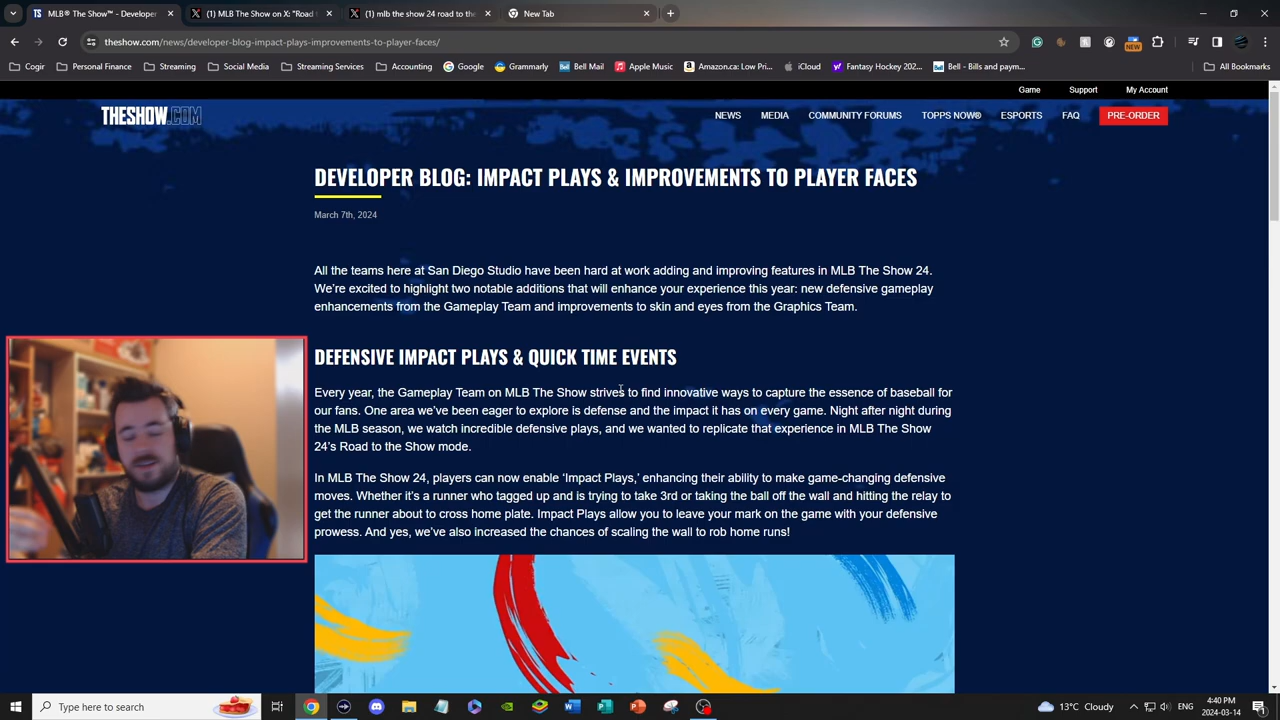 MLB® The Show™ - Developer
(1) MLB The Show on X: "Road t
(1) mlb the show 24 road to the
New Tab
theshow.com/news/developer-blog-impact-plays-improvements-to-player-faces/
NEW
Cogir
Personal Finance
Streaming
Social Media
Streaming Services
Accounting
Google
Grammarly
Bell Mail
Apple Music
Amazon.ca: Low Pri...
iCloud
Fantasy Hockey 202...
Bell - Bills and paym...
All Bookmarks
Game
Support
My Account
THESHOW.COM
NEWS
MEDIA
COMMUNITY FORUMS
TOPPS NOW®
ESPORTS
FAQ
PRE-ORDER
DEVELOPER BLOG: IMPACT PLAYS & IMPROVEMENTS TO PLAYER FACES
March 7th, 2024
All the teams here at San Diego Studio have been hard at work adding and improving features in MLB The Show 24.
We're excited to highlight two notable additions that will enhance your experience this year: new defensive gameplay
enhancements from the Gameplay Team and improvements to skin and eyes from the Graphics Team.
DEFENSIVE IMPACT PLAYS & QUICK TIME EVENTS
Every year, the Gameplay Team on MLB The Show strives to find innovative ways to capture the essence of baseball for
our fans. One area we've been eager to explore is defense and the impact it has on every game. Night after night during
the MLB season, we watch incredible defensive plays, and we wanted to replicate that experience in MLB The Show
24's Road to the Show mode.
In MLB The Show 24, players can now enable 'Impact Plays,' enhancing their ability to make game-changing defensive
moves. Whether it's a runner who tagged up and is trying to take 3rd or taking the ball off the wall and hitting the relay to
get the runner about to cross home plate. Impact Plays allow you to leave your mark on the game with your defensive
prowess. And yes, we've also increased the chances of scaling the wall to rob home runs!
Type here to search
13°C Cloudy
ENG
4:40 PM
2024-03-14